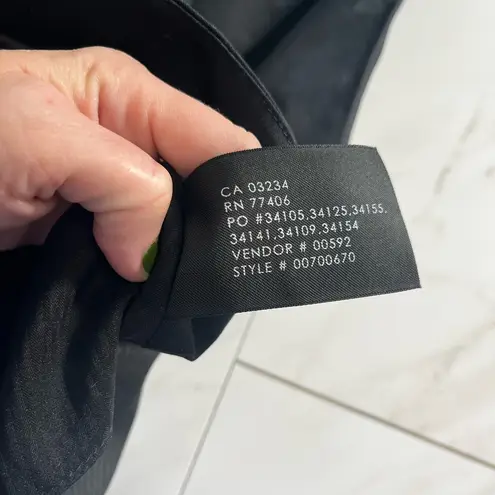 CA 03234
RN 77406
PO #34105,34125,34155,
34141,34109,34154
VENDOR # 00592
STYLE # 00700670